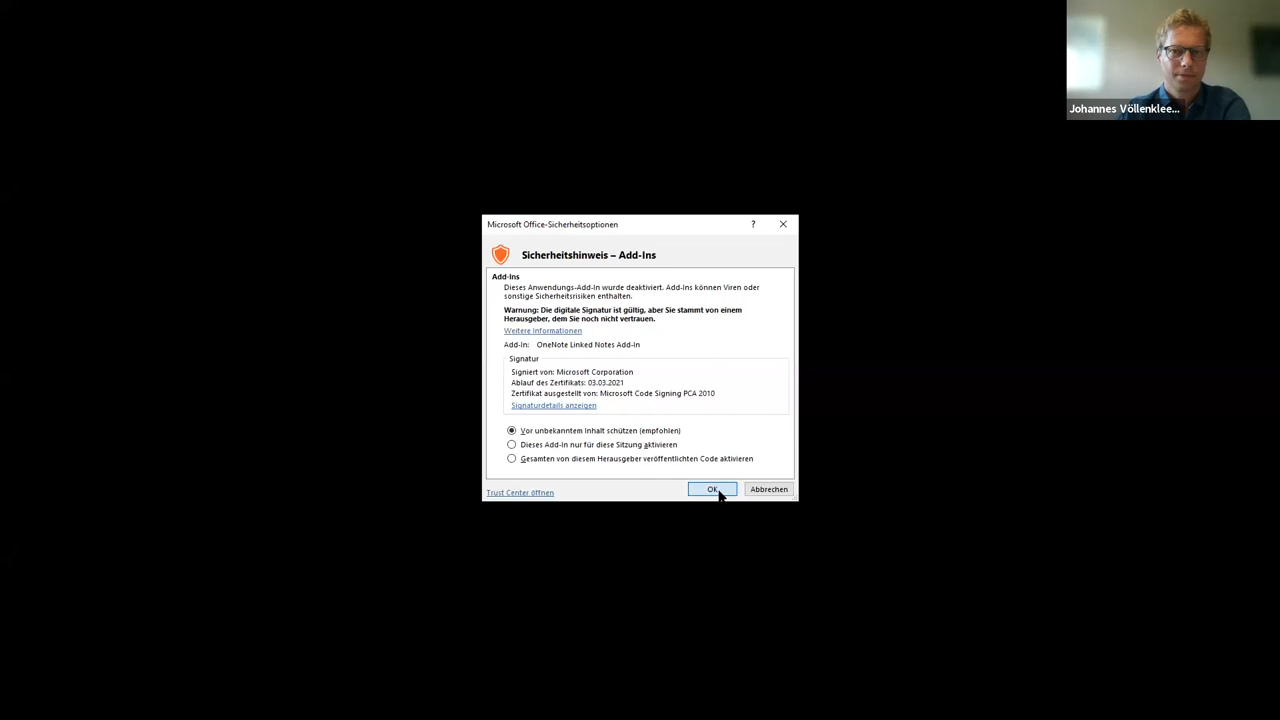 Johannes Völlenklee...
Microsoft Office-Sicherheitsoptionen
?
Sicherheitshinweis – Add-Ins
Add-Ins
Dieses Anwendungs-Add-In wurde deaktiviert. Add-Ins können Viren oder
sonstige Sicherheitsrisiken enthalten.
Warnung: Die digitale Signatur ist gültig, aber Sie stammt von einem
Herausgeber, dem Sie noch nicht vertrauen.
Weitere Informationen
Add-In: OneNote Linked Notes Add-In
Signatur
Signiert von: Microsoft Corporation
Ablauf des Zertifikats: 03.03.2021
Zertifikat ausgestellt von: Microsoft Code Signing PCA 2010
Signaturdetails anzeigen
Vor unbekanntem Inhalt schützen (empfohlen)
Dieses Add-In nur für diese Sitzung aktivieren
Gesamten von diesem Herausgeber veröffentlichten Code aktivieren
Trust Center öffnen
OK
Abbrechen